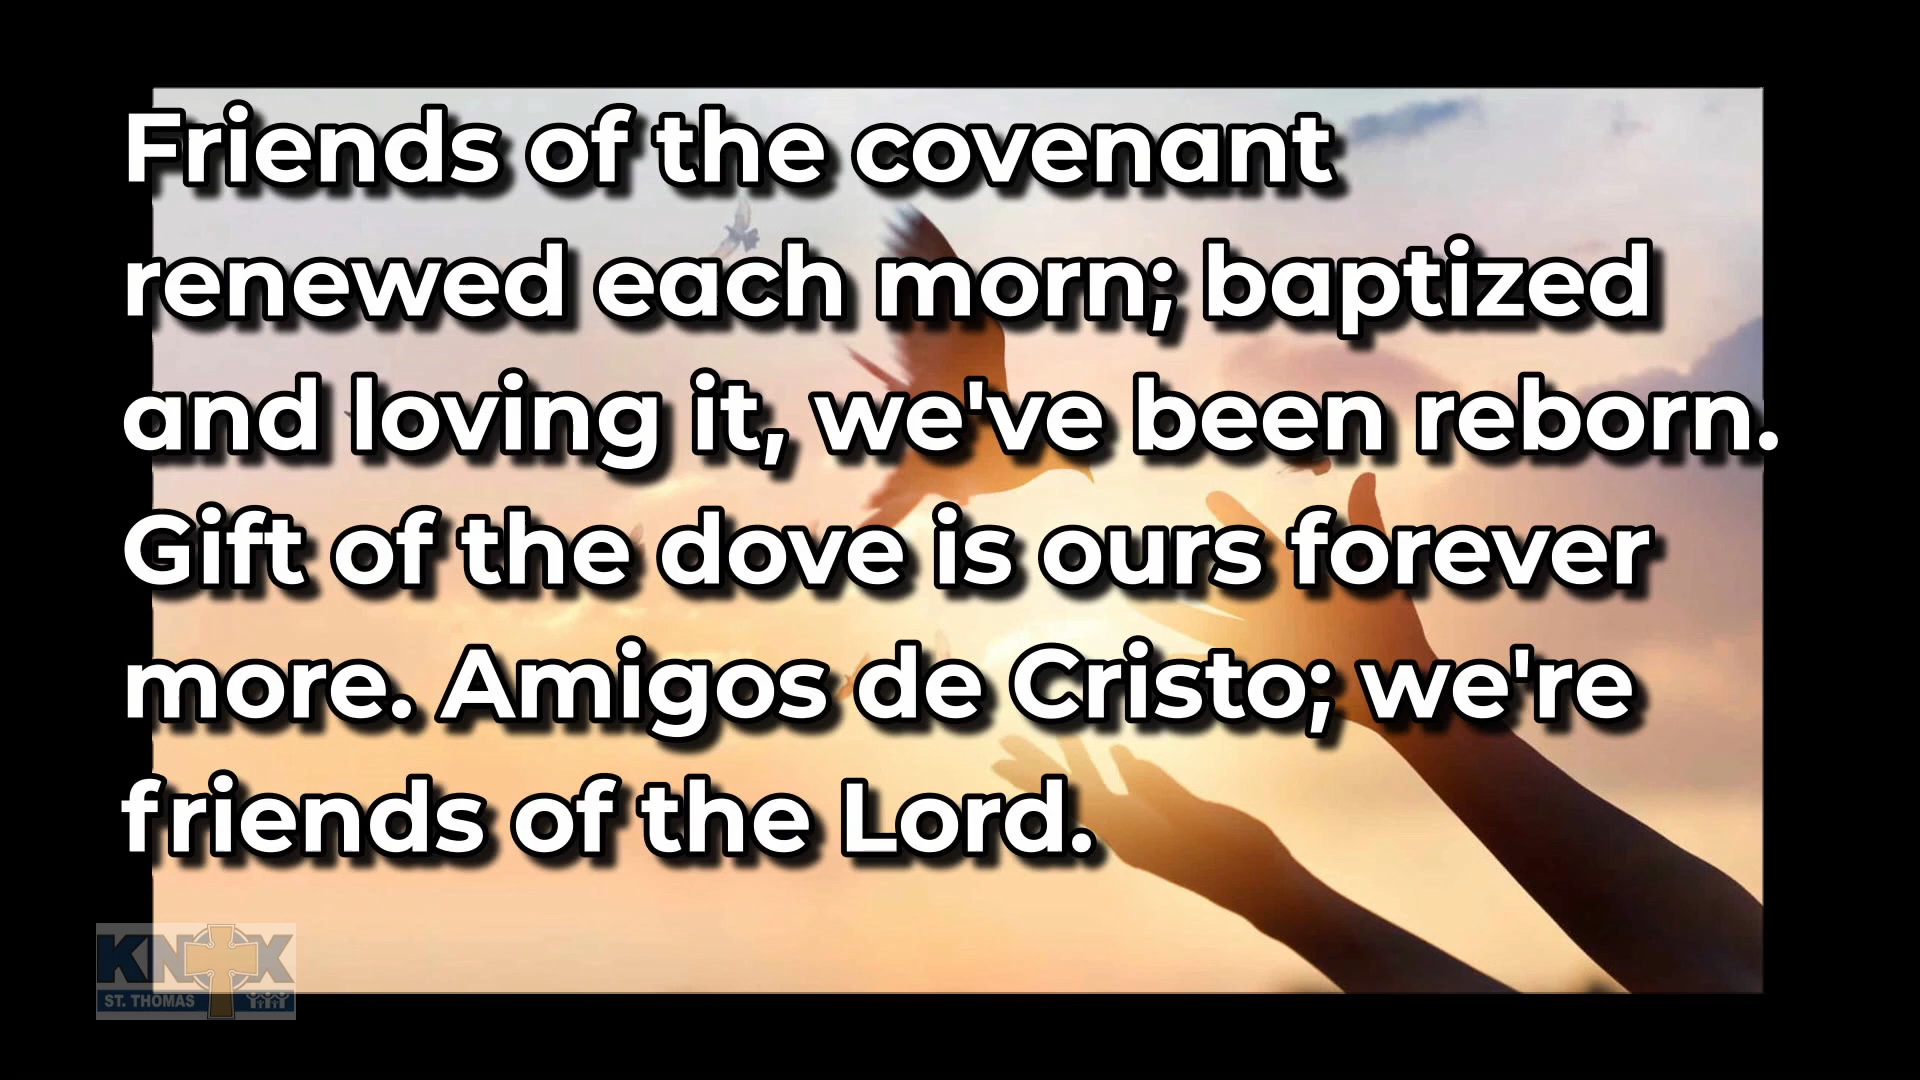 Friends of the covenant
renewed each morn; baptized
and loving it, we've been reborn.
Gift of the dove is ours forever
more. Amigos de Cristo; we're
friends of the Lord.
KNOX
ST. THOMAS